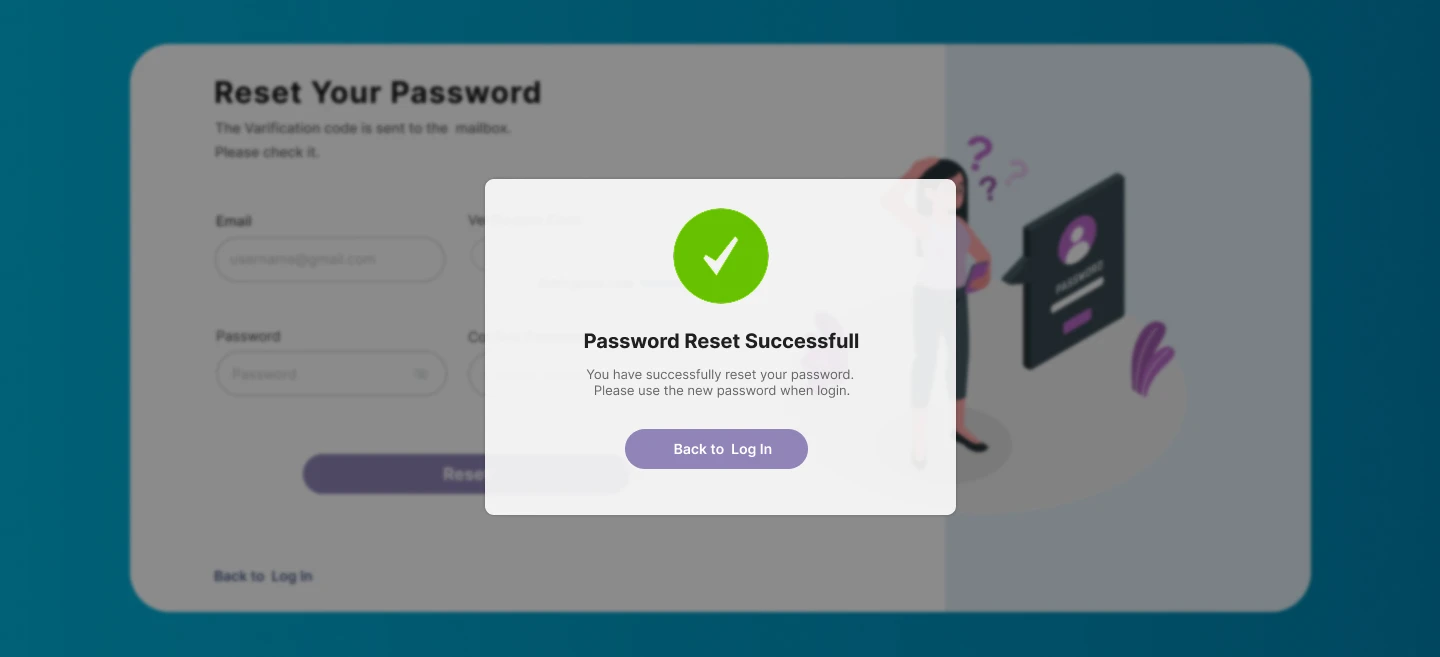 Reset Your Password
The Varification code is sent to the mailbox.
Please check it.
Email
username@gmail.com
Password
Password
Reset
Back to Log In
Password Reset Successfull
You have successfully reset your password.
Please use the new password when login.
Back to Log In
? ? ?
PASSWORD